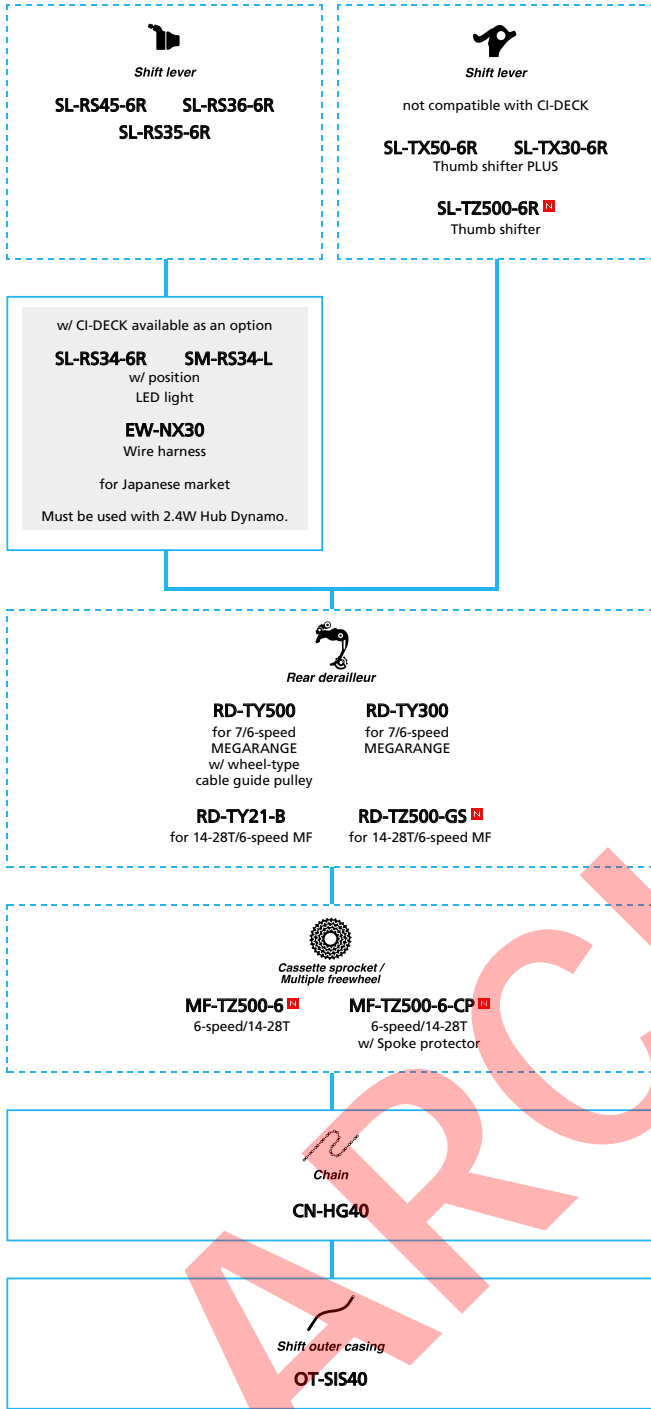 Shift lever
SL-RS45-6R SL-RS36-6R
SL-RS35-6R
Shift lever
not compatible with CI-DECK
SL-TX50-6R SL-TX30-6R
Thumb shifter PLUS
SL-TZ500-6R N
Thumb shifter
w/ CI-DECK available as an option
SL-RS34-6R SM-RS34-L
w/ position
LED light
EW-NX30
Wire harness
for Japanese market
Must be used with 2.4W Hub Dynamo.
Rear derailleur
RD-TY500 RD-TY300
for 7/6-speed for 7/6-speed
MEGARANGE MEGARANGE
w/ wheel-type
cable guide pulley
RD-TY21-B RD-TZ500-GS N
for 14-28T/6-speed MF for 14-28T/6-speed MF
Cassette sprocket /
Multiple freewheel
MF-TZ500-6 N MF-TZ500-6-CP N
6-speed/14-28T 6-speed/14-28T
w/ Spoke protector
Chain
CN-HG40
Shift outer casing
OT-SIS40
ARC